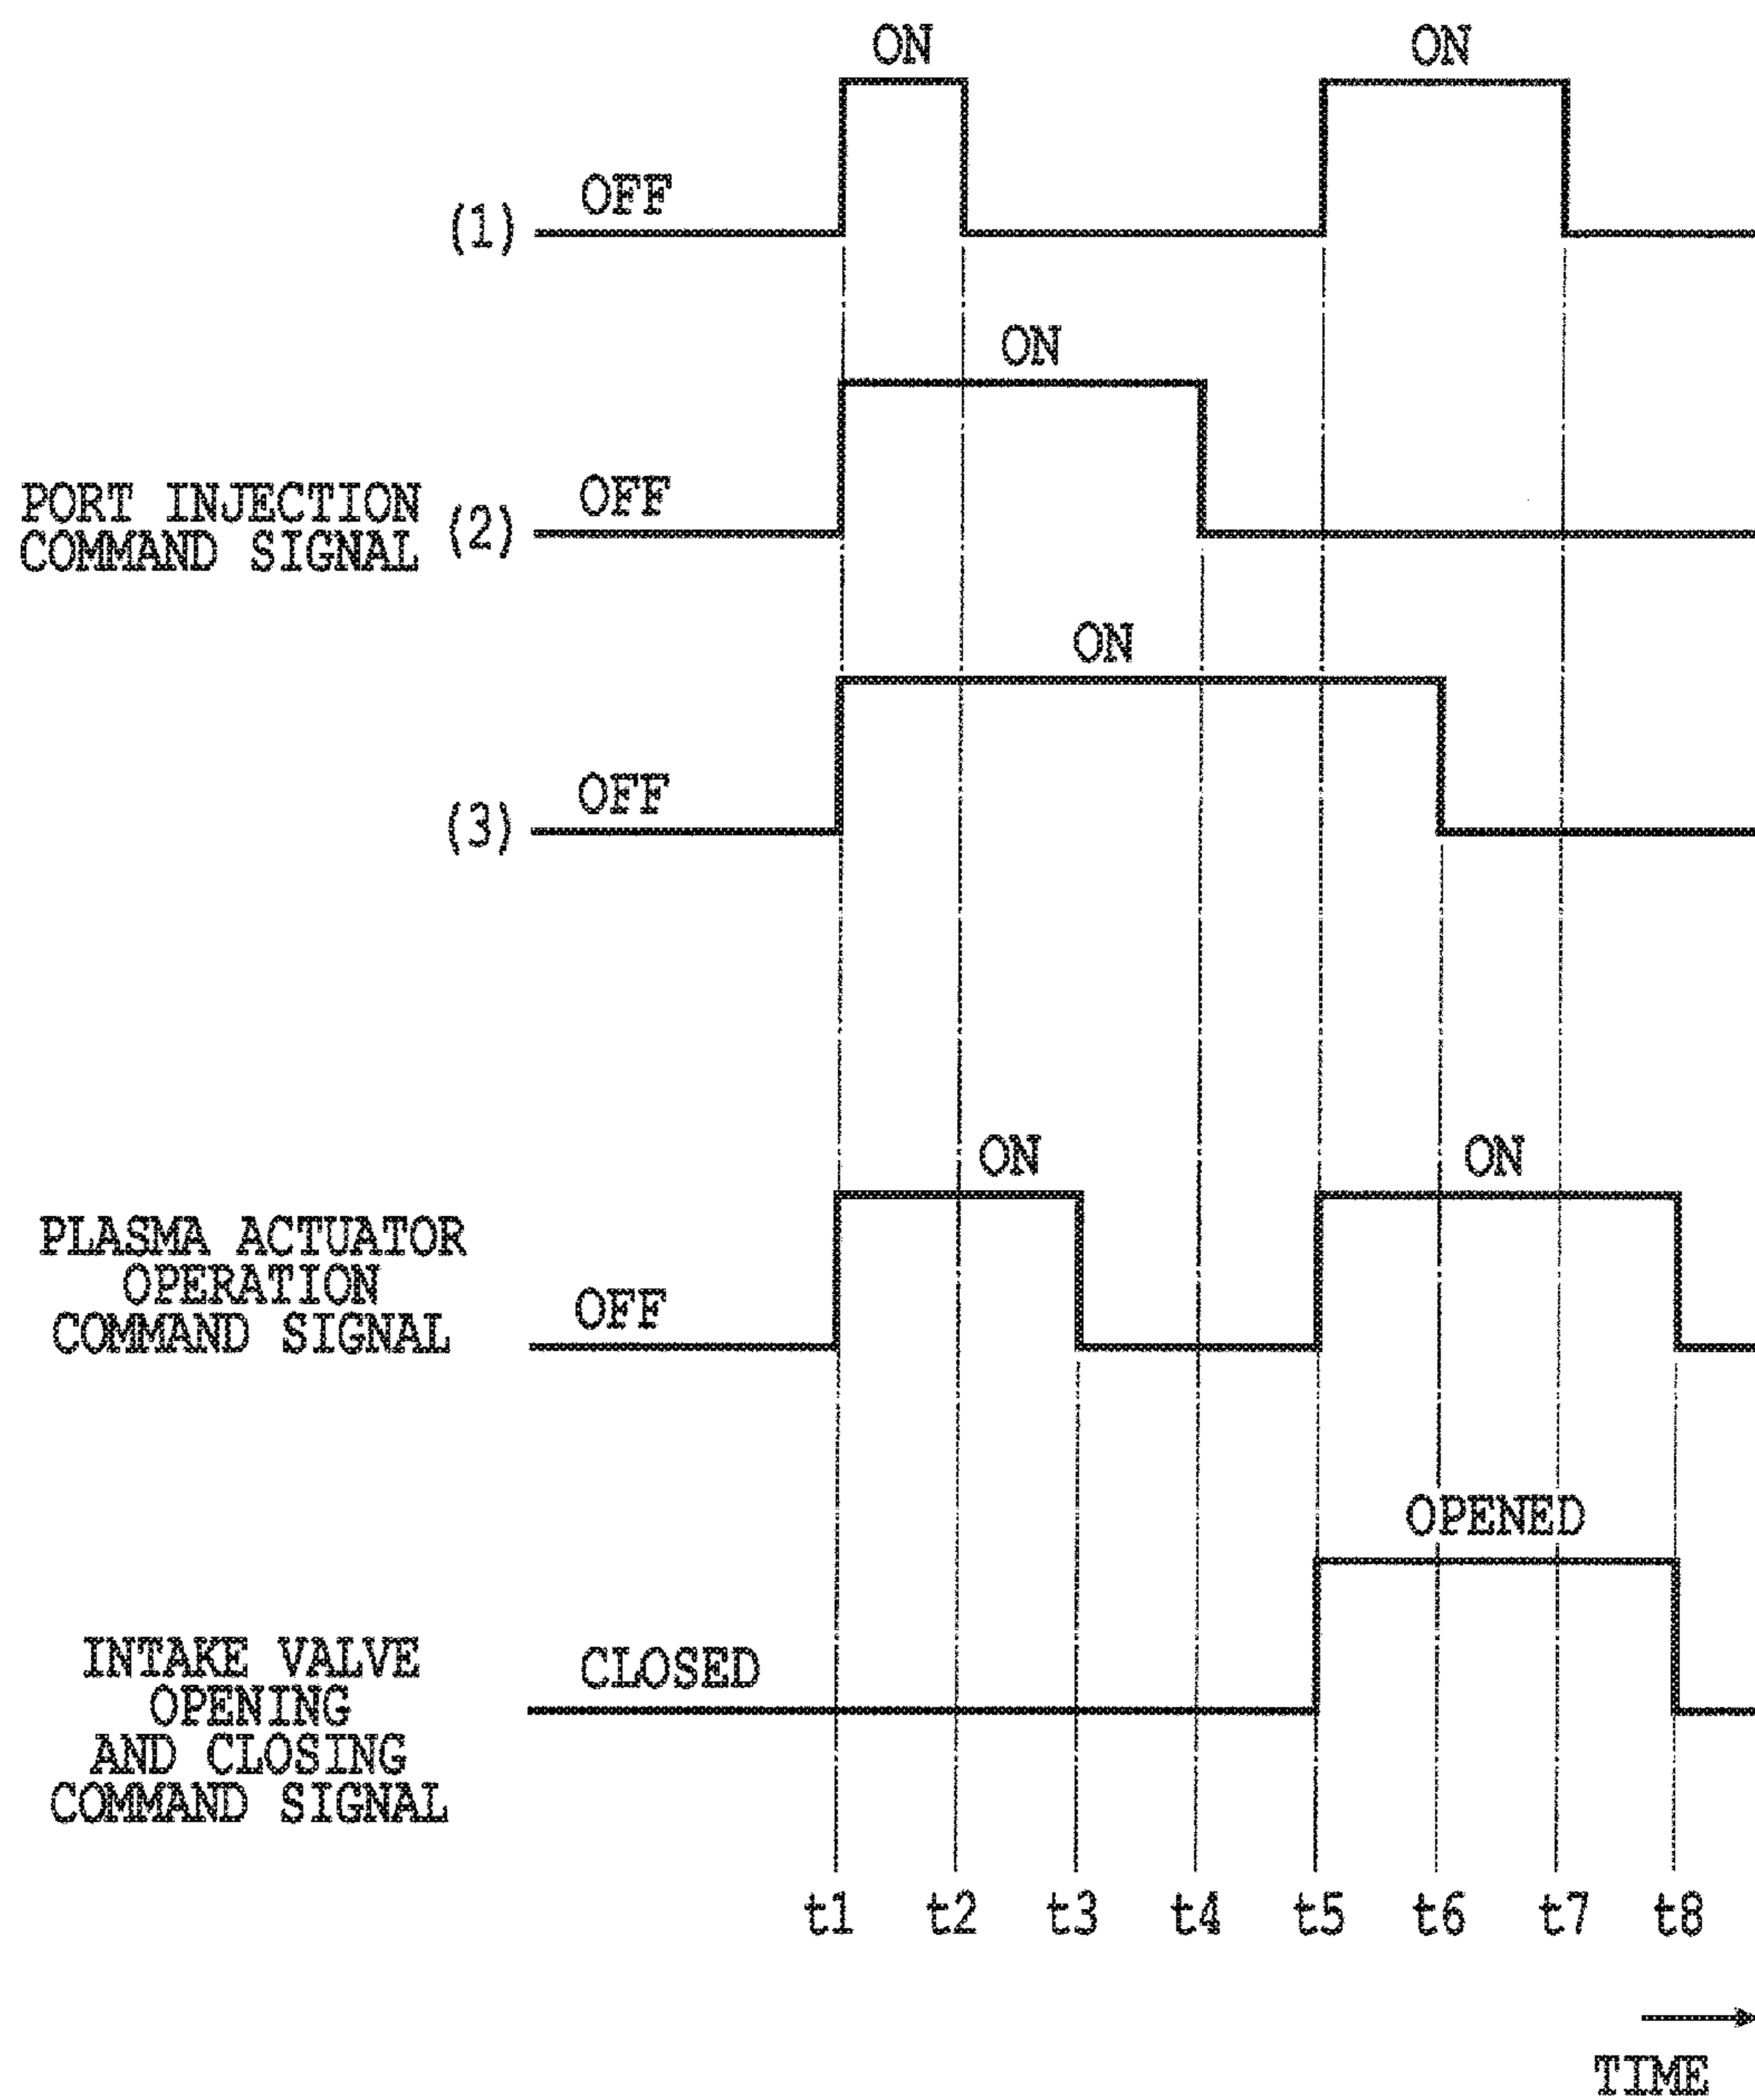 ON ON
OFF
(1)
ON
OFF
PORT INJECTION
COMMAND SIGNAL
(2)
ON
OFF
(3)
ON ON
PLASMA ACTUATOR
OPERATION
COMMAND SIGNAL
OFF
OPENED
INTAKE VALVE
OPENING
AND CLOSING
COMMAND SIGNAL
CLOSED
t1 t2 t3 t4 t5 t6 t7 t8
TIME